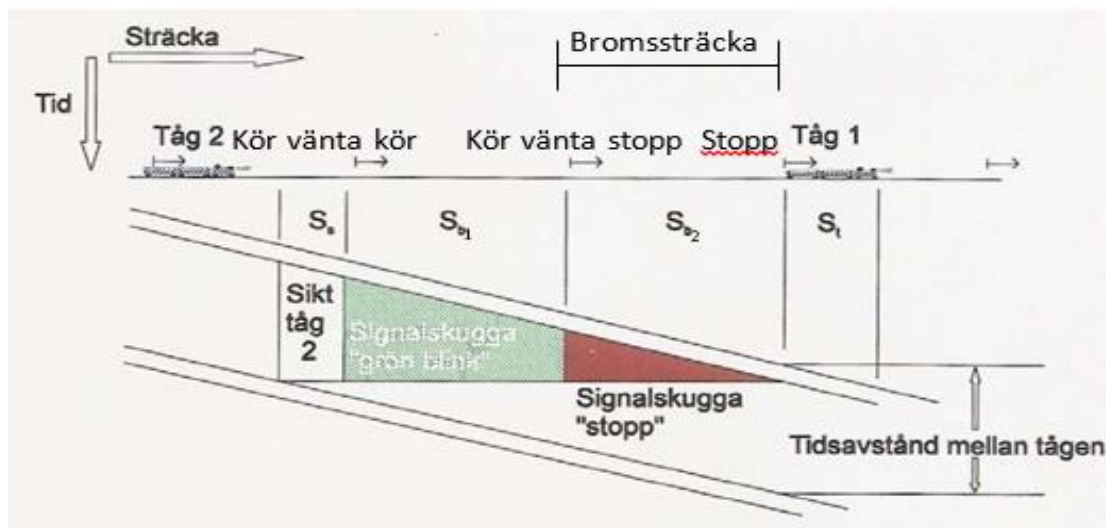 Sträcka
Bromssträcka
Tid
Tåg 2 Kör vänta kör Kör vänta stopp Stopp Tåg 1
Ss Sb1 Sb2 St
Sikt
tåg
2
Signalskugga
"grön blink"
Signalskugga
"stopp"
Tidsavstånd mellan tågen